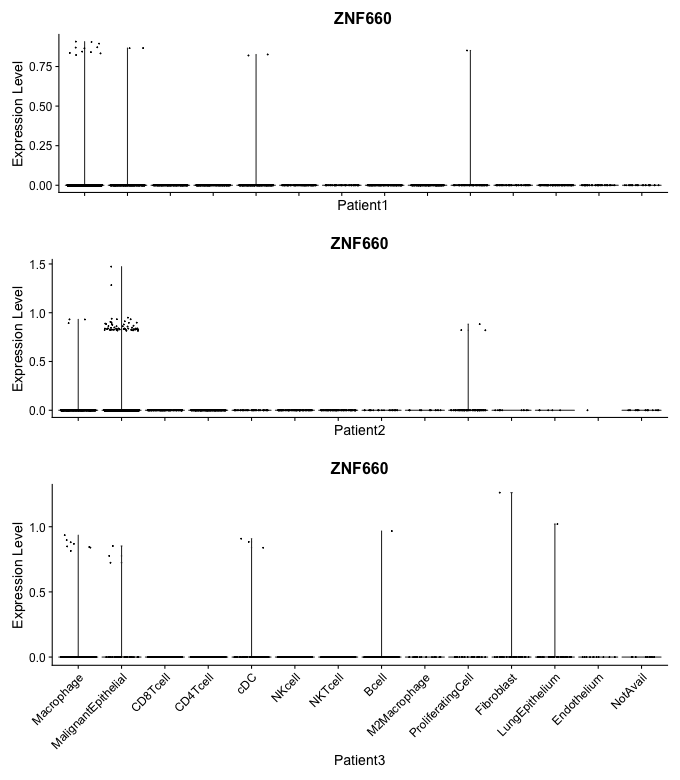 ZNF660
Expression Level
0.75
0.50
0.25
0.00
Patient1
ZNF660
Expression Level
1.5
1.0
0.5
0.0
Patient2
ZNF660
Expression Level
1.0
0.5
0.0
Macrophage
MalignantEpithelial
CD8Tcell
CD4Tcell
cDC
NKcell
NKTcell
Bcell
M2Macrophage
ProliferatingCell
Fibroblast
LungEpithelium
Endothelium
NotAvail
Patient3